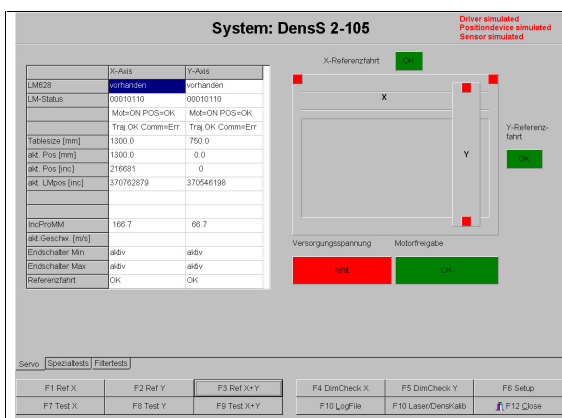 System: DensS 2-105
Driver simulated
Positiondevice simulated
Sensor simulated
X-Axis Y-Axis
LM628 vorhanden vorhanden
LM-Status 00010110 00010110
Mot=ON POS=OK Mot=ON POS=OK
Traj.OK Comm=Err Traj.OK Comm=Err
Tablesize [mm] 1300.0 750.0
akt. Pos [mm] 1300.0 0.0
akt. Pos [inc] 216681 0
akt. LMpos [inc] 370762879 370546198
IncProMM 166.7 66.7
akt.Geschw. [m/s]
Endschalter Min aktiv aktiv
Endschalter Max aktiv aktiv
Referenzfahrt OK OK
X-Referenzfahrt OK
X
Y
Y-Referenz-
fahrt
OK
Versorgungsspannung Motorfreigabe
fehlt OK
Servo Spezialtests Filtertests
F1 Ref X F2 Ref Y F3 Ref X+Y F4 DimCheck X F5 DimCheck Y F6 Setup
F7 Test X F8 Test Y F9 Test X+Y F10 LogFile F10 Laser/DensKalib F12 Close